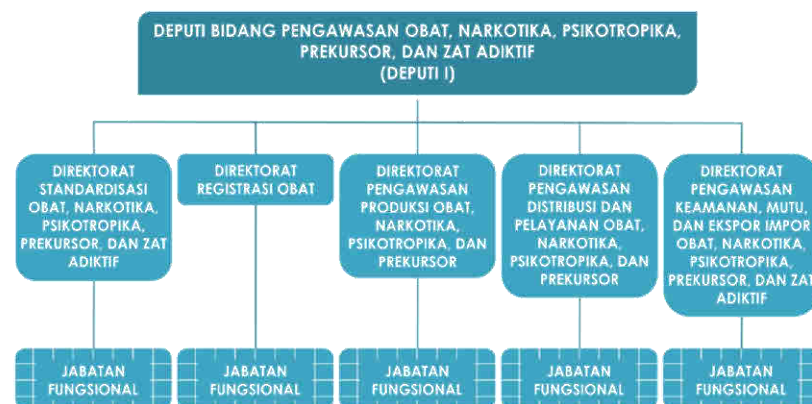 DEPUTI BIDANG PENGAWASAN OBAT, NARKOTIKA, PSIKOTROPIKA,
PREKURSOR, DAN ZAT ADIKTIF
(DEPUTI I)
DIREKTORAT
STANDARDISASI
OBAT, NARKOTIKA,
PSIKOTROPIKA,
PREKURSOR, DAN ZAT
ADIKTIF
DIREKTORAT
REGISTRASI OBAT
DIREKTORAT
PENGAWASAN
PRODUKSI OBAT,
NARKOTIKA,
PSIKOTROPIKA, DAN
PREKURSOR
DIREKTORAT
PENGAWASAN
DISTRIBUSI DAN
PELAYANAN OBAT,
NARKOTIKA,
PSIKOTROPIKA, DAN
PREKURSOR
DIREKTORAT
PENGAWASAN
KEAMANAN, MUTU,
DAN EKSPOR IMPOR
OBAT, NARKOTIKA,
PSIKOTROPIKA,
PREKURSOR, DAN ZAT
ADIKTIF
JABATAN
FUNGSIONAL
JABATAN
FUNGSIONAL
JABATAN
FUNGSIONAL
JABATAN
FUNGSIONAL
JABATAN
FUNGSIONAL